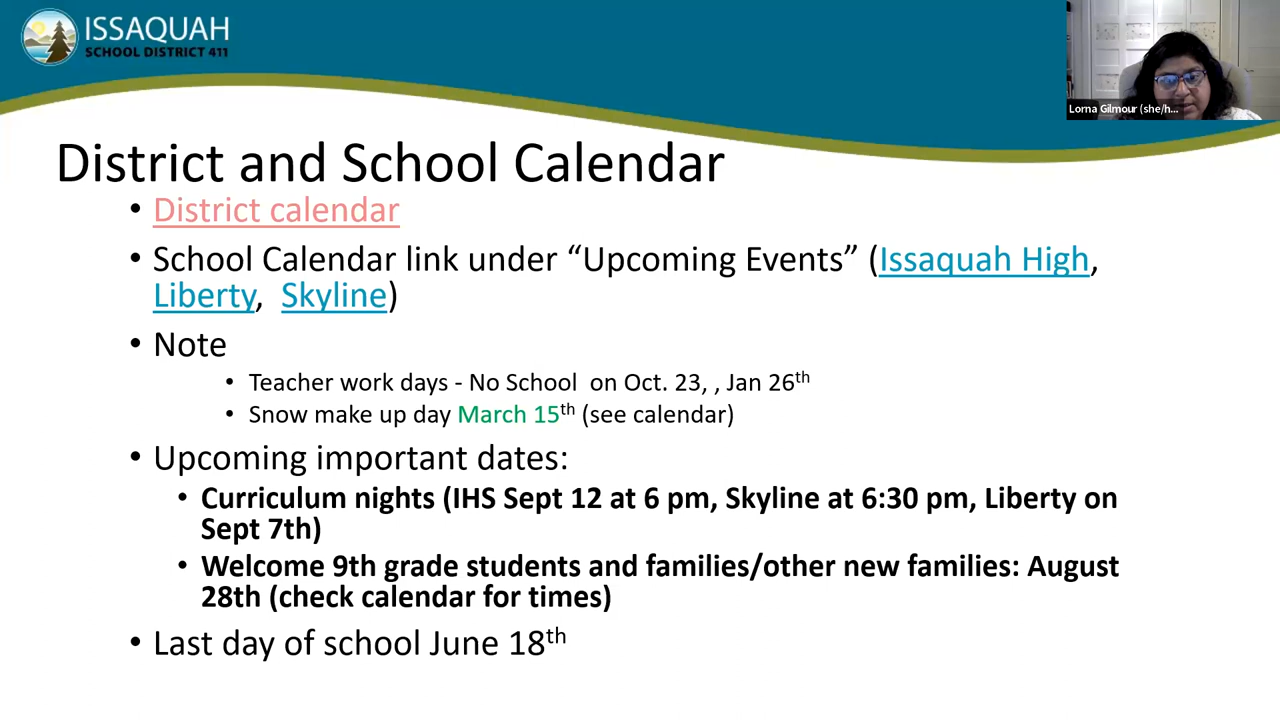 ISSAQUAH
SCHOOL DISTRICT 411
Lorna Gilmour (she/h...
District and School Calendar
• District calendar
• School Calendar link under “Upcoming Events” (Issaquah High,
Liberty,  Skyline)
• Note
• Teacher work days - No School  on Oct. 23, , Jan 26th
• Snow make up day March 15th (see calendar)
• Upcoming important dates:
• Curriculum nights (IHS Sept 12 at 6 pm, Skyline at 6:30 pm, Liberty on
Sept 7th)
• Welcome 9th grade students and families/other new families: August
28th (check calendar for times)
• Last day of school June 18th